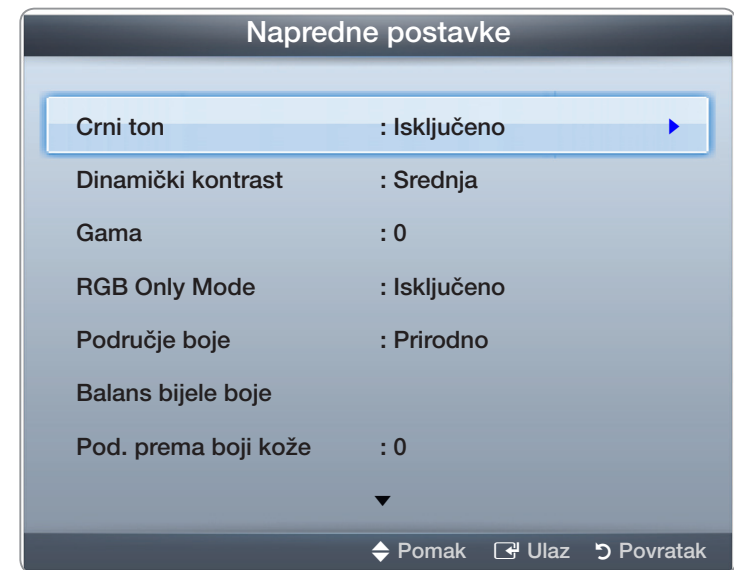 Napredne postavke
Crni ton : Isključeno
Dinamički kontrast : Srednja
Gama : 0
RGB Only Mode : Isključeno
Područje boje : Prirodno
Balans bijele boje
Pod. prema boji kože : 0
Pomak Ulaz Povratak